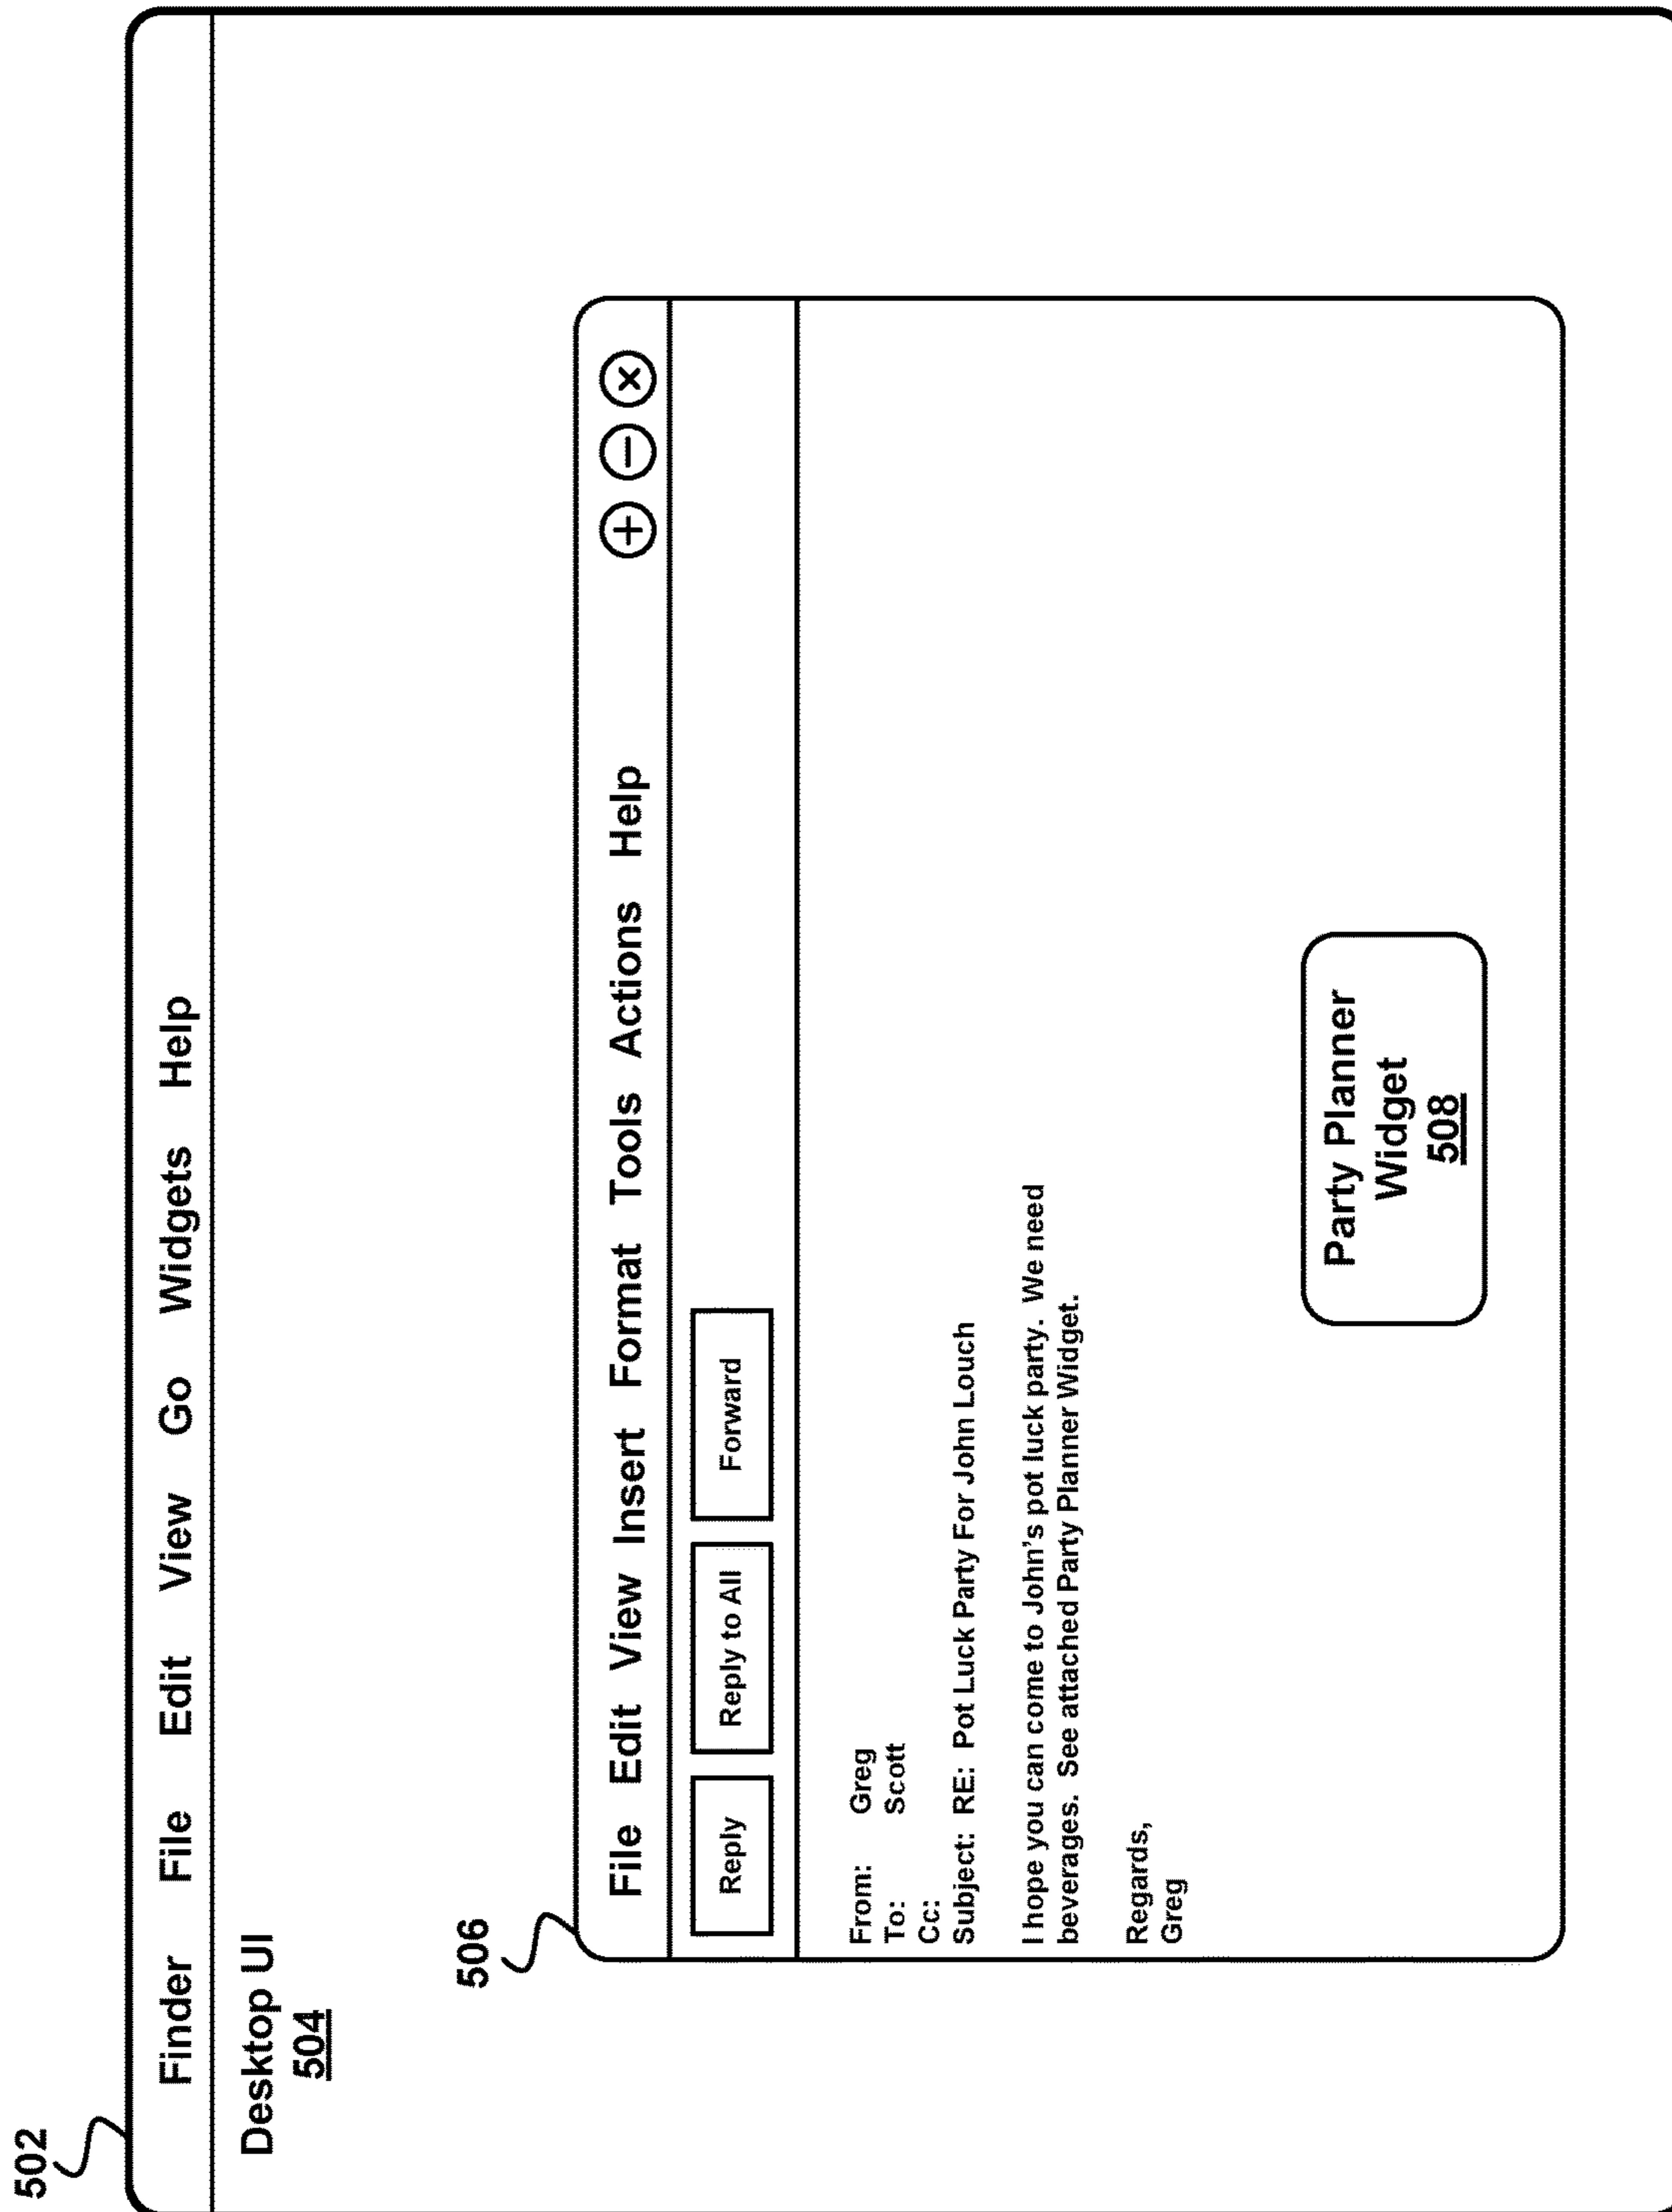 502
Finder File Edit View Go Widgets Help
Desktop UI
504
506
File Edit View Insert Format Tools Actions Help
Reply Reply to All Forward
From: Greg
To: Scott
Cc:
Subject: RE: Pot Luck Party For John Louch
I hope you can come to John's pot luck party. We need
beverages. See attached Party Planner Widget.
Regards,
Greg
Party Planner
Widget
508